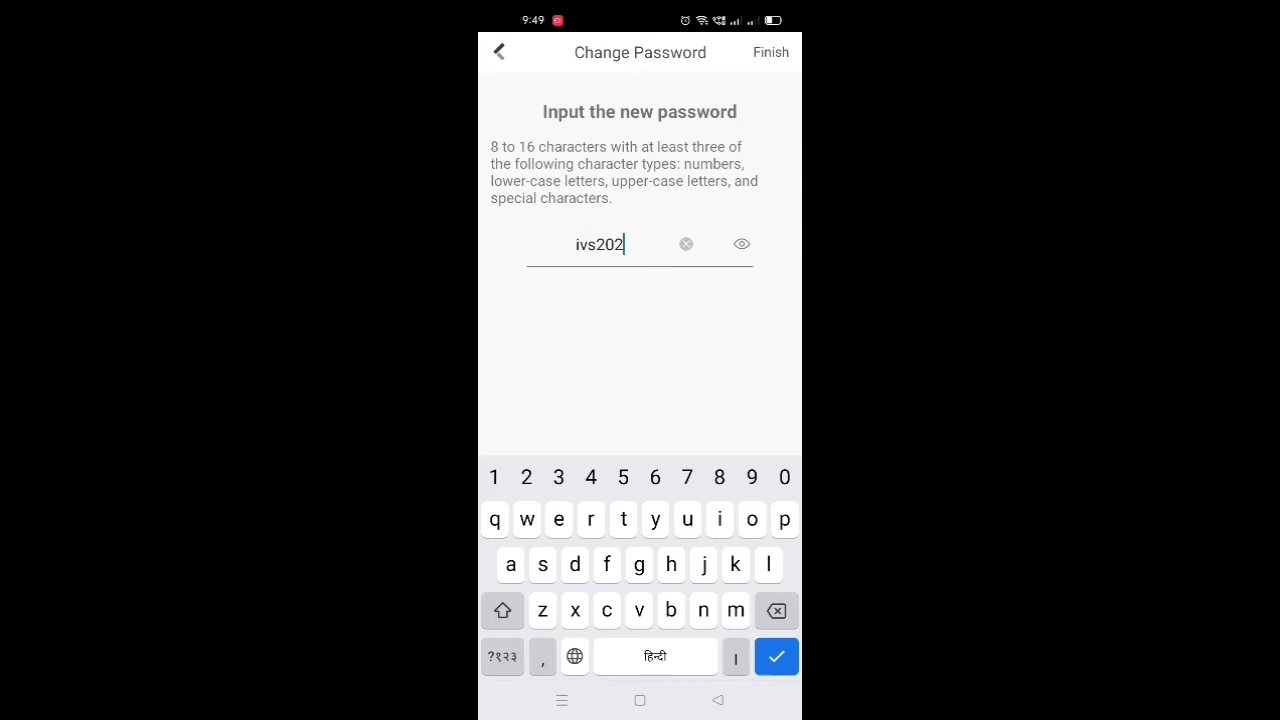 9:49
Change Password Finish
Input the new password
8 to 16 characters with at least three of
the following character types: numbers,
lower-case letters, upper-case letters, and
special characters.
ivs202
1 2 3 4 5 6 7 8 9 0
q w e r t y u i o p
a s d f g h j k l
z x c v b n m
?१२३ , हिन्दी ।